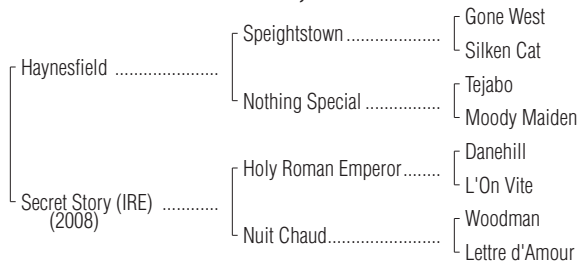 Gone West
Speightstown ....................
Silken Cat
Haynesfield ......................
Tejabo
Nothing Special ................
Moody Maiden
Danehill
Holy Roman Emperor........
L'On Vite
Secret Story (IRE) ............
(2008)
Woodman
Nuit Chaud........................
Lettre d'Amour